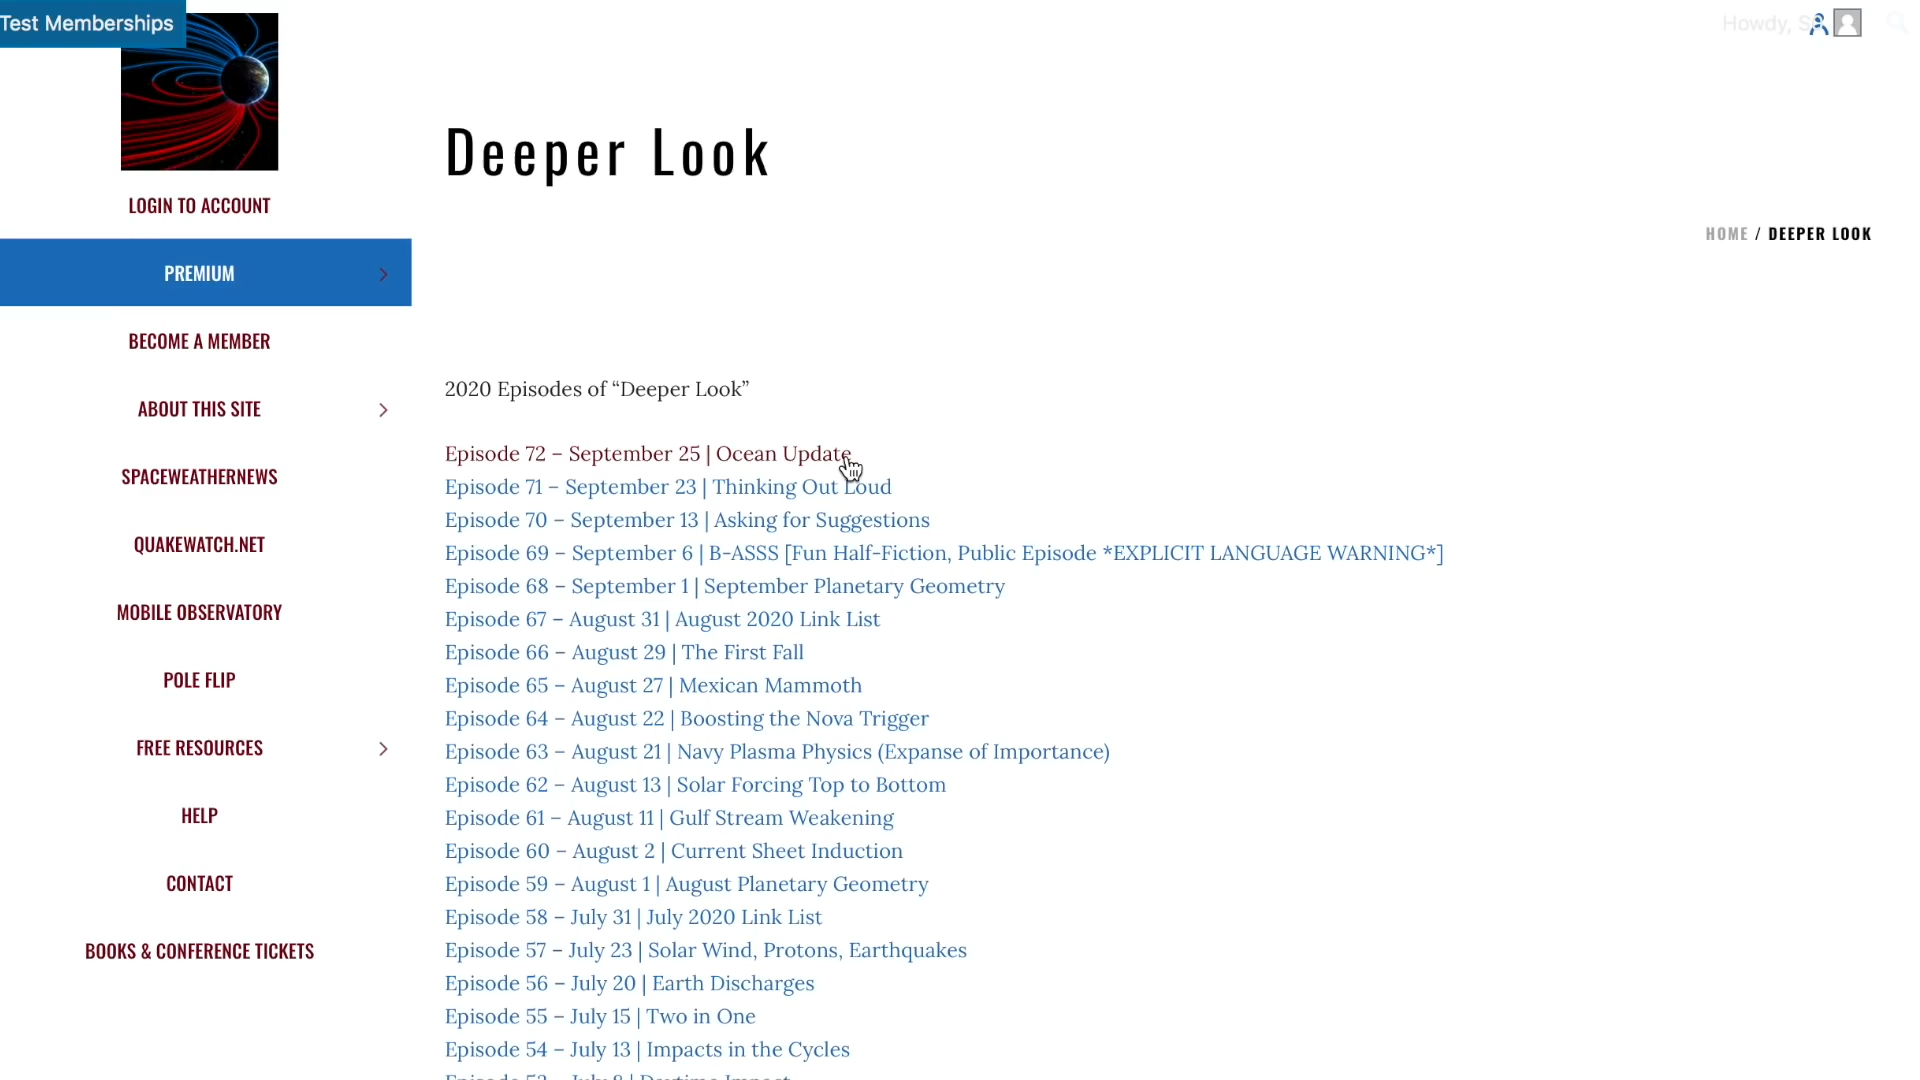 Test Memberships
Howdy, S
LOGIN TO ACCOUNT
PREMIUM
BECOME A MEMBER
ABOUT THIS SITE
SPACEWEATHERNEWS
QUAKEWATCH.NET
MOBILE OBSERVATORY
POLE FLIP
FREE RESOURCES
HELP
CONTACT
BOOKS & CONFERENCE TICKETS
Deeper Look
HOME / DEEPER LOOK
2020 Episodes of “Deeper Look”
Episode 72 – September 25 | Ocean Update
Episode 71 – September 23 | Thinking Out Loud
Episode 70 – September 13 | Asking for Suggestions
Episode 69 – September 6 | B-ASSS [Fun Half-Fiction, Public Episode *EXPLICIT LANGUAGE WARNING*]
Episode 68 – September 1 | September Planetary Geometry
Episode 67 – August 31 | August 2020 Link List
Episode 66 – August 29 | The First Fall
Episode 65 – August 27 | Mexican Mammoth
Episode 64 – August 22 | Boosting the Nova Trigger
Episode 63 – August 21 | Navy Plasma Physics (Expanse of Importance)
Episode 62 – August 13 | Solar Forcing Top to Bottom
Episode 61 – August 11 | Gulf Stream Weakening
Episode 60 – August 2 | Current Sheet Induction
Episode 59 – August 1 | August Planetary Geometry
Episode 58 – July 31 | July 2020 Link List
Episode 57 – July 23 | Solar Wind, Protons, Earthquakes
Episode 56 – July 20 | Earth Discharges
Episode 55 – July 15 | Two in One
Episode 54 – July 13 | Impacts in the Cycles